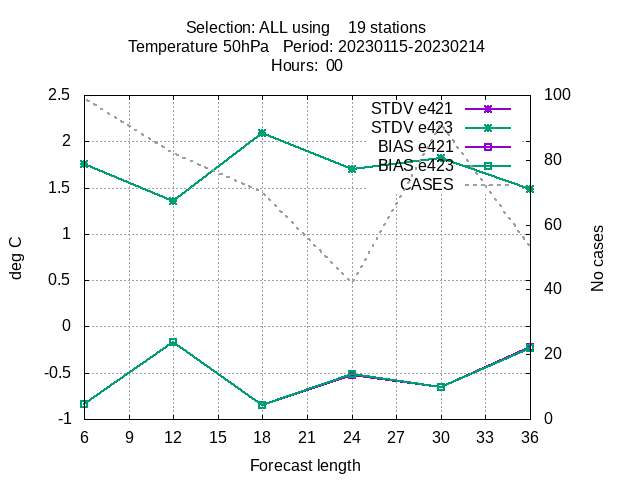 Selection: ALL using 19 stations
Temperature 50hPa Period: 20230115-20230214
Hours: 00
STDV e421
STDV e423
BIAS e421
BIAS e423
CASES
2.5
2
1.5
1
0.5
0
-0.5
-1
100
80
60
40
20
0
deg C
No cases
6 9 12 15 18 21 24 27 30 33 36
Forecast length